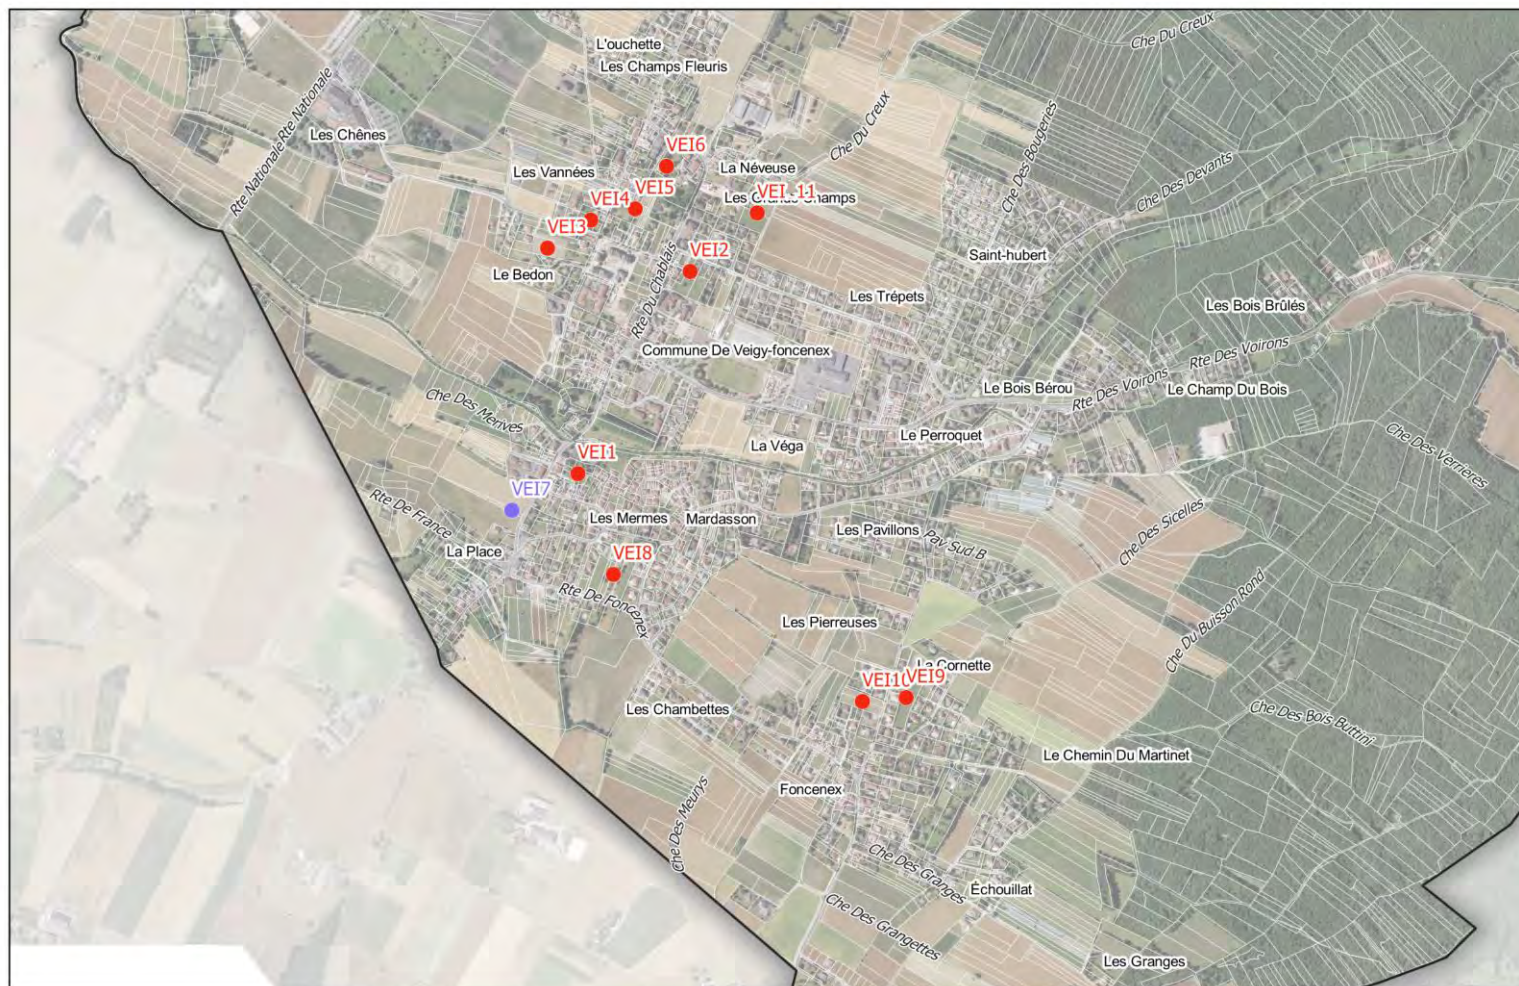 Che Du Creux
L'ouchette
Les Champs Fleuris
Rte Nationale
Rte Nationale
Les Chênes
Che Du Creux
Che Des Bougeries
VEI6
La Néveuse
Les Vannées
VEI5
VEI4
VEI_11
Les Grands Champs
Che Des Devants
VEI3
VEI2
Saint-hubert
Le Bedon
Rte Du Chablais
Les Trépets
Les Bois Brûlés
Commune De Veigy-foncenex
Rte Des Voirons
Le Bois Bérou
Rte Des Voirons
Le Champ Du Bois
Che Des Merives
Le Perroquet
La Véga
Che Des Verrieres
VEI1
VEI7
Rte De France
Les Mermes
Mardasson
Les Pavillons
Pav Sud B
Che Des Sicelles
La Place
VEI8
Rte De Foncenex
Les Pierreuses
Che Du Buisson Rond
La Cornette
VEI10
VEI9
Les Chambettes
Che Des Bois Buttini
Le Chemin Du Martinet
Foncenex
Che Des Meurys
Che Des Granges
Échouillat
Che Des Grangettes
Les Granges